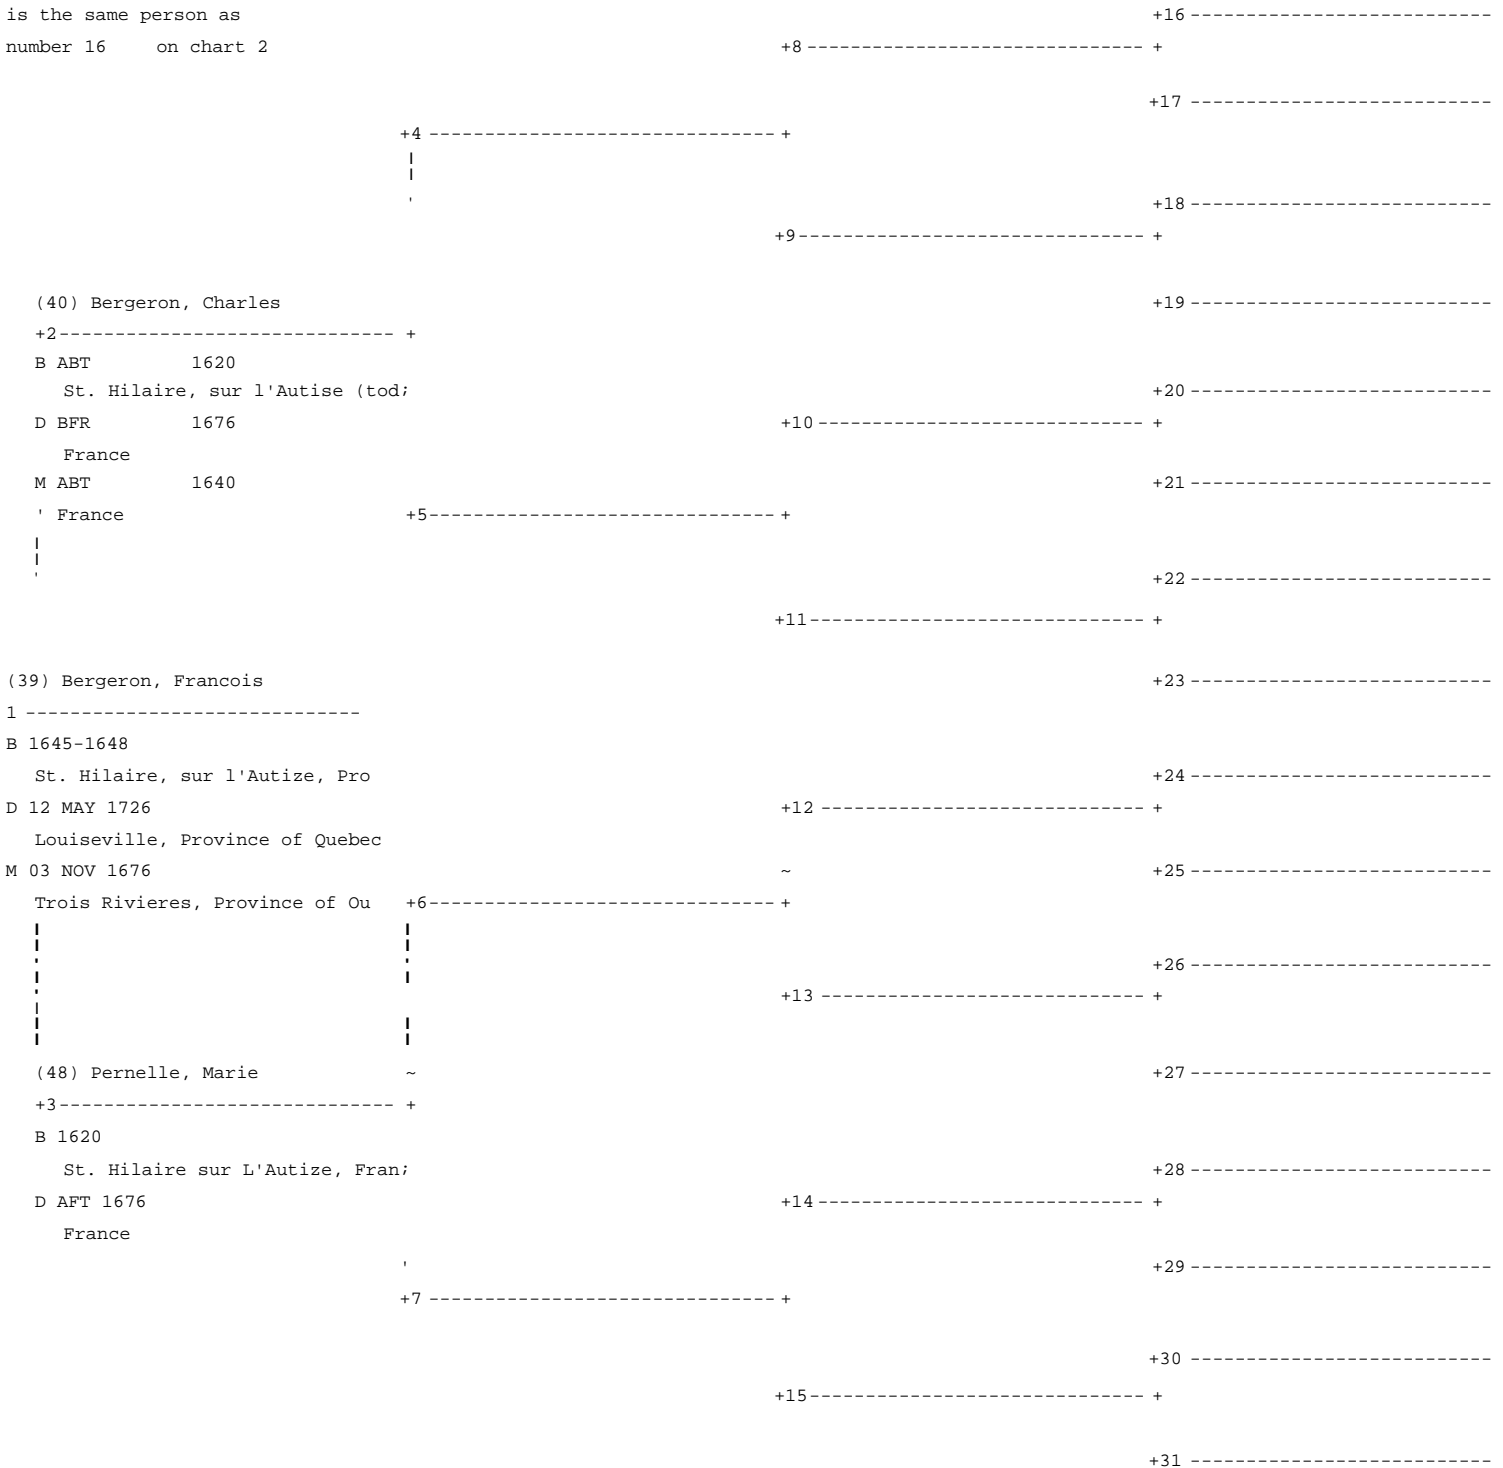 is the same person as
+16 ---------------------------
number 16 on chart 2
+8 ------------------------------ +
+17 ---------------------------
+4 ------------------------------- +
+18 ---------------------------
+9------------------------------- +
(40) Bergeron, Charles
+19 ---------------------------
+2------------------------------ +
B ABT 1620
St. Hilaire, sur l'Autise (tod;
+20 ---------------------------
D BFR 1676
+10 ----------------------------- +
France
M ABT 1640
+21 ---------------------------
' France
+5------------------------------- +
+22 ---------------------------
+11------------------------------ +
(39) Bergeron, Francois
+23 ---------------------------
1 ------------------------------
B 1645-1648
St. Hilaire, sur l'Autize, Pro
+24 ---------------------------
D 12 MAY 1726
+12 ----------------------------- +
Louiseville, Province of Quebec
M 03 NOV 1676
~
+25 ---------------------------
Trois Rivieres, Province of Ou
+6------------------------------- +
+26 ---------------------------
+13 ----------------------------- +
(48) Pernelle, Marie
~
+27 ---------------------------
+3------------------------------ +
B 1620
St. Hilaire sur L'Autize, Fran;
+28 ---------------------------
D AFT 1676
+14 ----------------------------- +
France
+29 ---------------------------
+7 ------------------------------- +
+30 ---------------------------
+15------------------------------ +
+31 ---------------------------